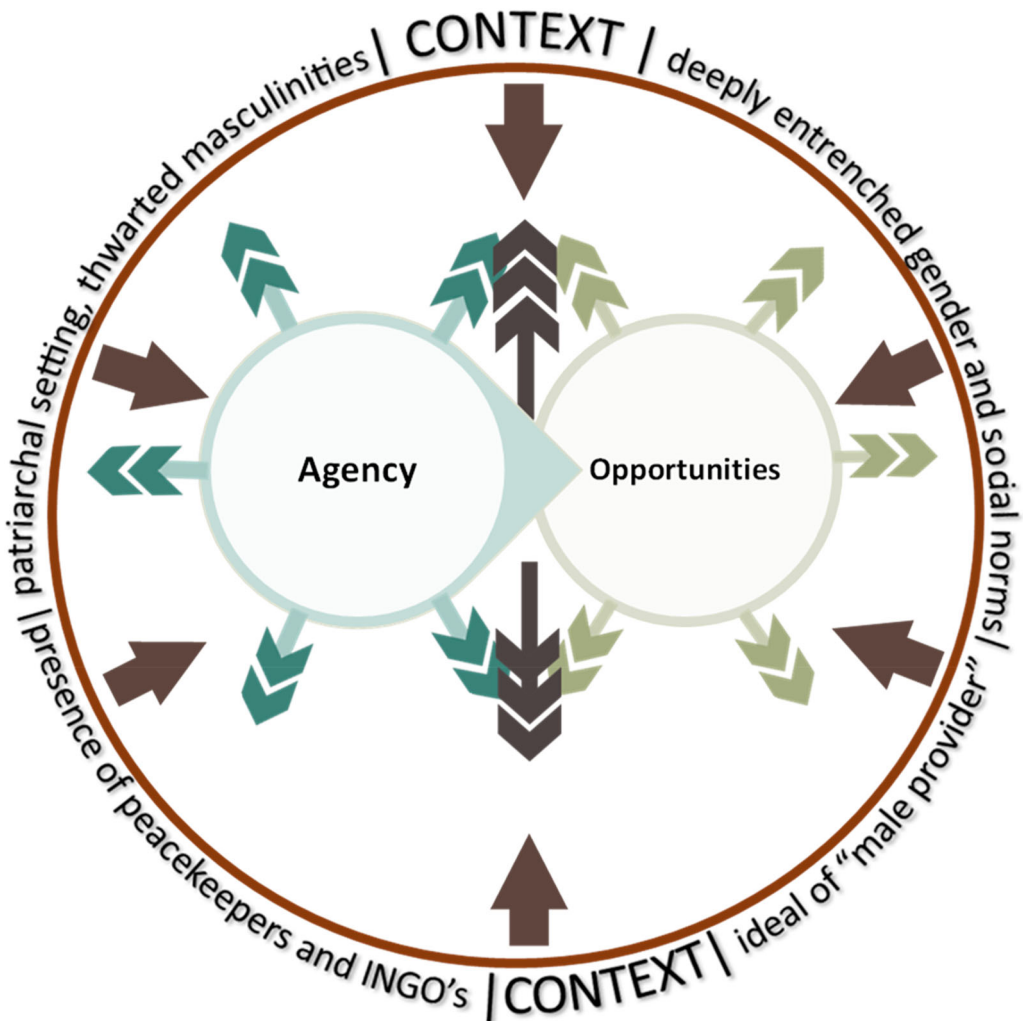 | CONTEXT |
deeply entrenched gender and social norms/
ideal of “male provider”
|CONTEXT|
|presence of peacekeepers and INGO’s
| patriarchal setting, thwarted masculinities
Agency
Opportunities